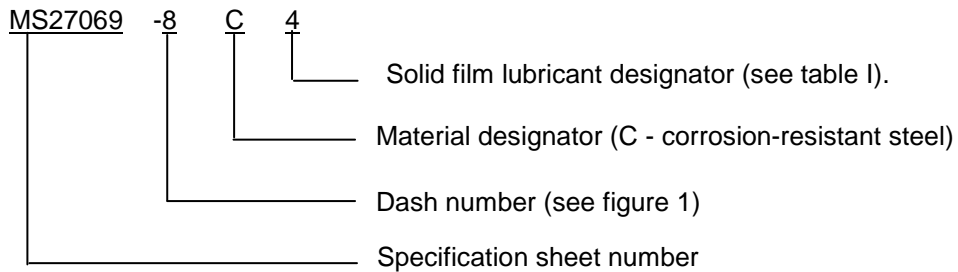 MS27069 -8 C 4
Solid film lubricant designator (see table I).
Material designator (C - corrosion-resistant steel)
Dash number (see figure 1)
Specification sheet number